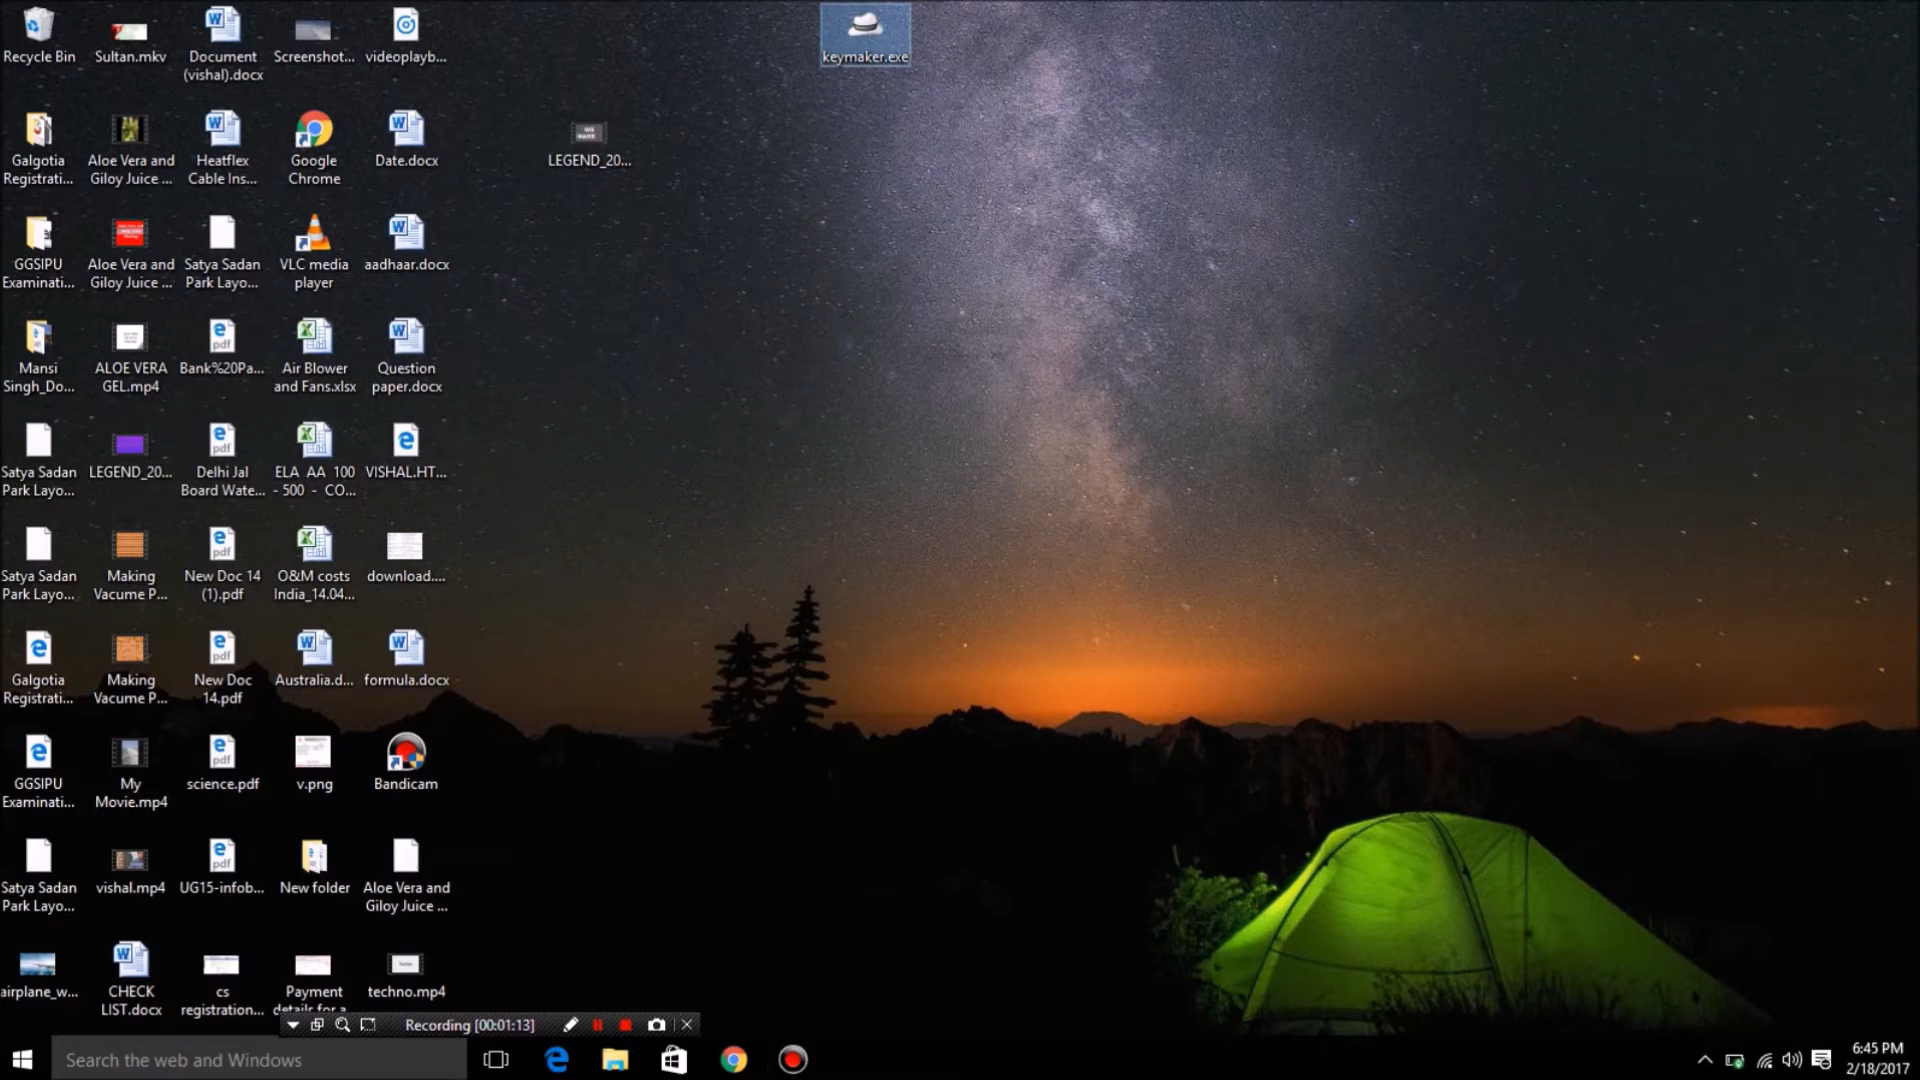 Recycle Bin
Sultan.mkv
Document
(vishal).docx
Screenshot...
videoplayb...
keymaker.exe
Galgotia
Registrati...
Aloe Vera and
Giloy Juice ...
Heatflex
Cable Ins...
Google
Chrome
Date.docx
LEGEND_20...
GGSIPU
Examinati...
Aloe Vera and
Giloy Juice ...
Satya Sadan
Park Layo...
VLC media
player
aadhaar.docx
Mansi
Singh_Do...
ALOE VERA
GEL.mp4
Bank%20Pa...
Air Blower
and Fans.xlsx
Question
paper.docx
Satya Sadan
Park Layo...
LEGEND_20...
Delhi Jal
Board Wate...
ELA AA 100
- 500 - CO...
VISHAL.HT...
Satya Sadan
Park Layo...
Making
Vacume P...
New Doc 14
(1).pdf
O&M costs
India_14.04...
download....
Galgotia
Registrati...
Making
Vacume P...
New Doc
14.pdf
Australia.d...
formula.docx
GGSIPU
Examinati...
My
Movie.mp4
science.pdf
v.png
Bandicam
Satya Sadan
Park Layo...
vishal.mp4
UG15-infob...
New folder
Aloe Vera and
Giloy Juice ...
airplane_w...
CHECK
LIST.docx
cs
registration...
Payment
details for a
techno.mp4
Recording [00:01:13]
Search the web and Windows
6:45 PM
2/18/2017